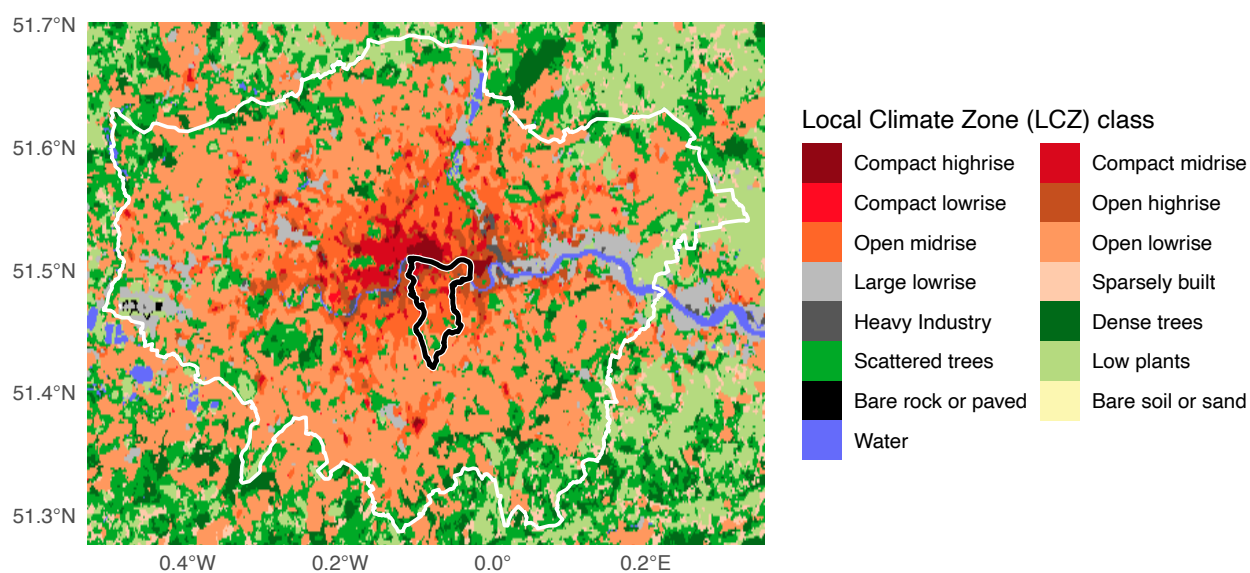 51.7°N
51.6°N
51.5°N
51.4°N
51.3°N
0.4°W
0.2°W
0.0°
0.2°E
Local Climate Zone (LCZ) class
Compact highrise
Compact midrise
Compact lowrise
Open highrise
Open midrise
Open lowrise
Large lowrise
Sparsely built
Heavy Industry
Dense trees
Scattered trees
Low plants
Bare rock or paved
Bare soil or sand
Water